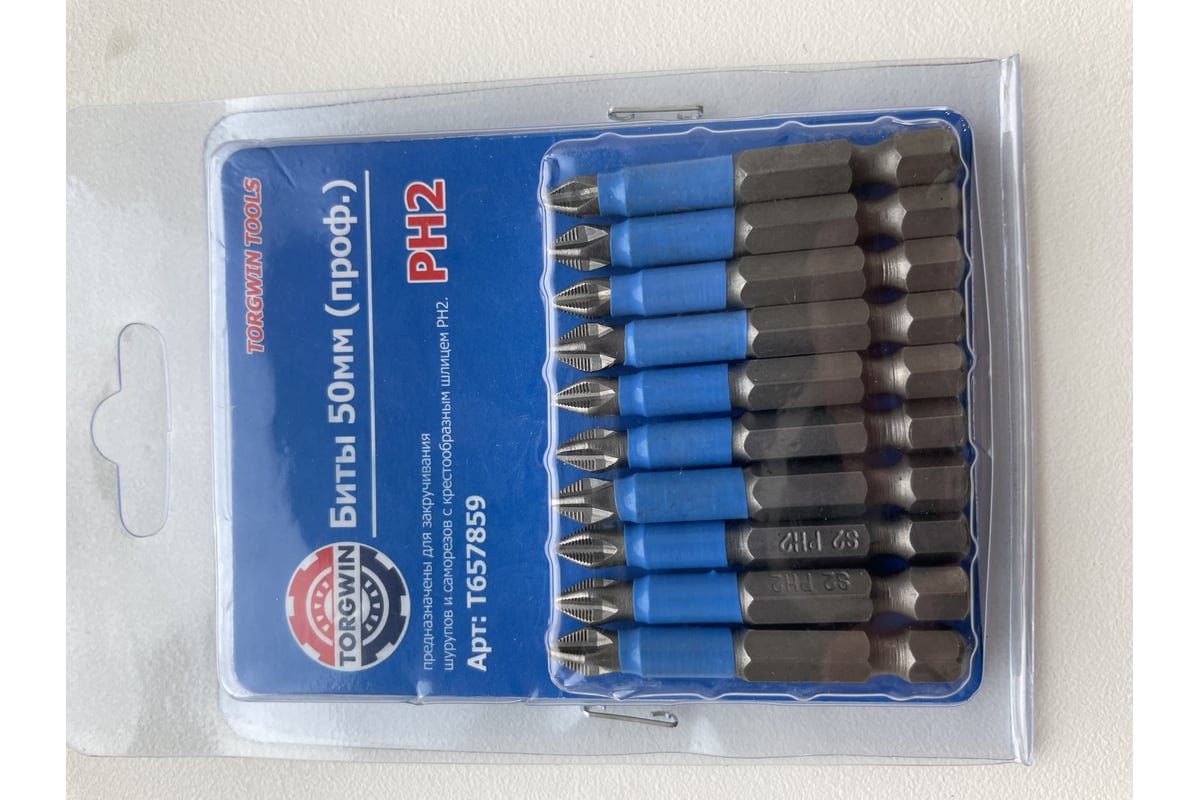 TORGWIN TOOLS
TORGWIN
Биты 50мм (проф.)
PH2
предназначены для закручивания
шурупов и саморезов с крестообразным шлицем PH2.
Арт: T657859
S2 PH2
S2 PH2